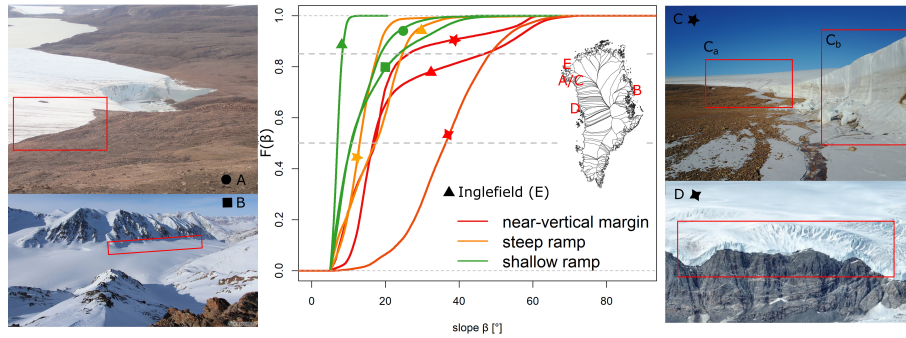 A
B
F(β)
1.0
0.8
0.6
0.4
0.2
0.0
0
20
40
60
80
slope β [°]
E
A/C
D
B
Inglefield (E)
near-vertical margin
steep ramp
shallow ramp
C
Ca
Cb
D